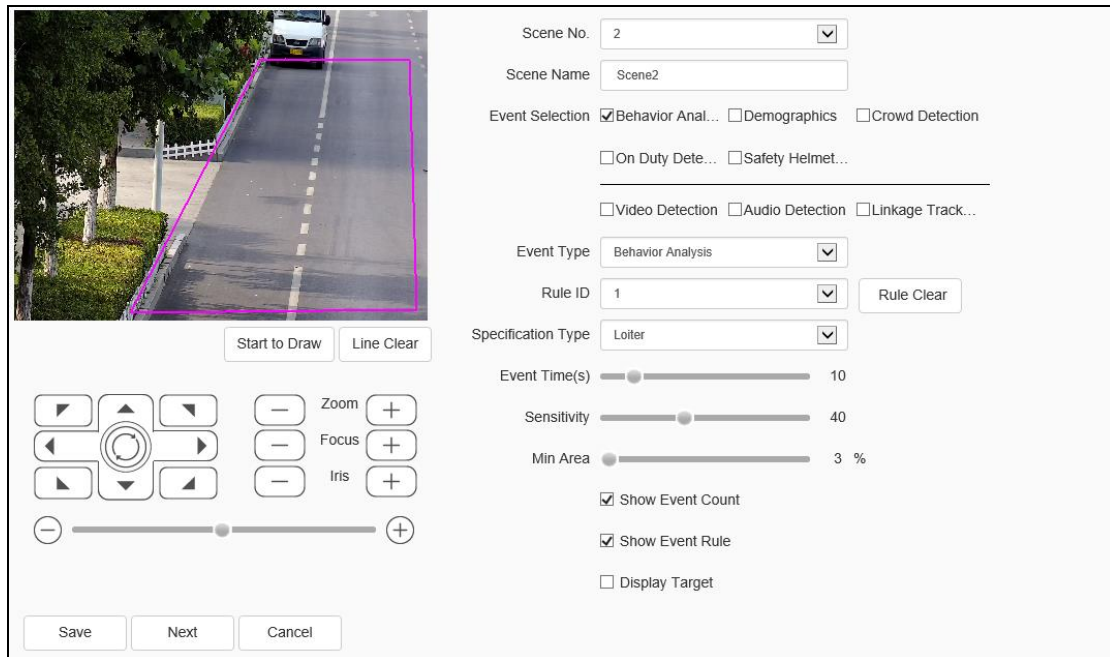 Scene No. 2
Scene Name Scene2
Event Selection Behavior Anal... Demographics Crowd Detection
On Duty Dete... Safety Helmet...
Video Detection Audio Detection Linkage Track...
Event Type Behavior Analysis
Rule ID 1 Rule Clear
Specification Type Loiter
Start to Draw Line Clear
Event Time(s) 10
Sensitivity 40
Min Area 3 %
Zoom
Focus
Iris
Show Event Count
Show Event Rule
Display Target
Save Next Cancel